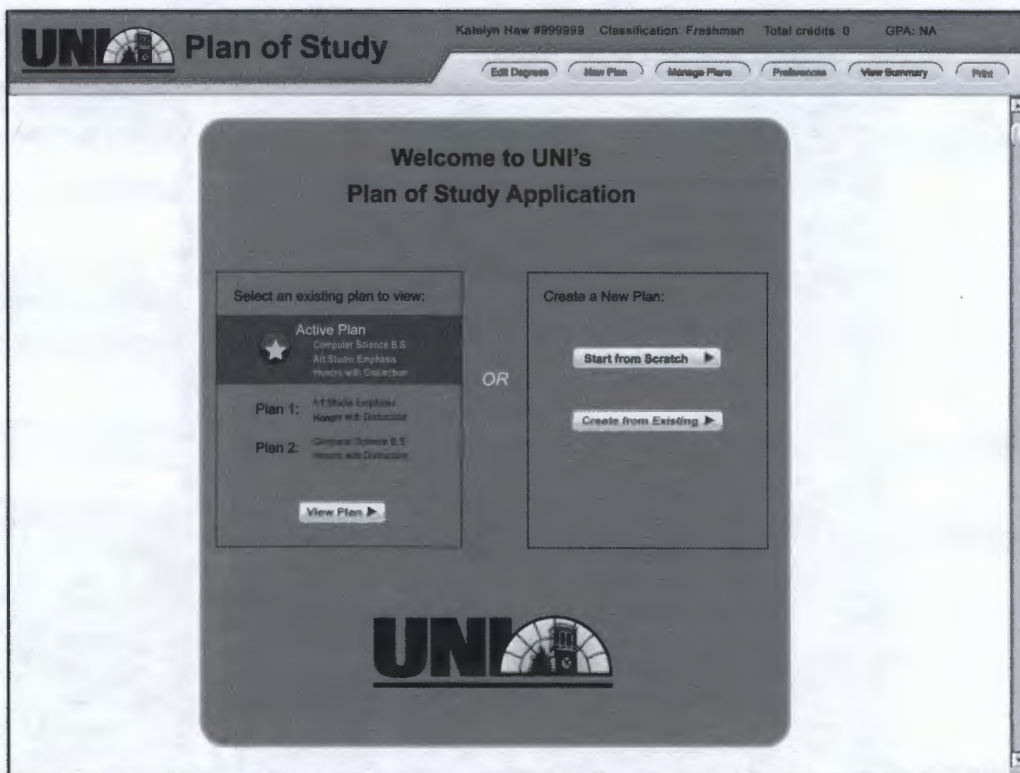 UNI Plan of Study
Katelyn Haw #999999 Classification: Freshman Total credits 0 GPA: NA
Edit Degrees New Plan Manage Plans Preferences View Summary Print
Welcome to UNI's
Plan of Study Application
Select an existing plan to view:
Active Plan
Computer Science B.S
Art Studio Emphasis
Honors with Distinction
Plan 1: Art Studio Emphasis
Honors with Distinction
Plan 2: Computer Science B.S
Honors with Distinction
View Plan
OR
Create a New Plan:
Start from Scratch
Create from Existing
UNI